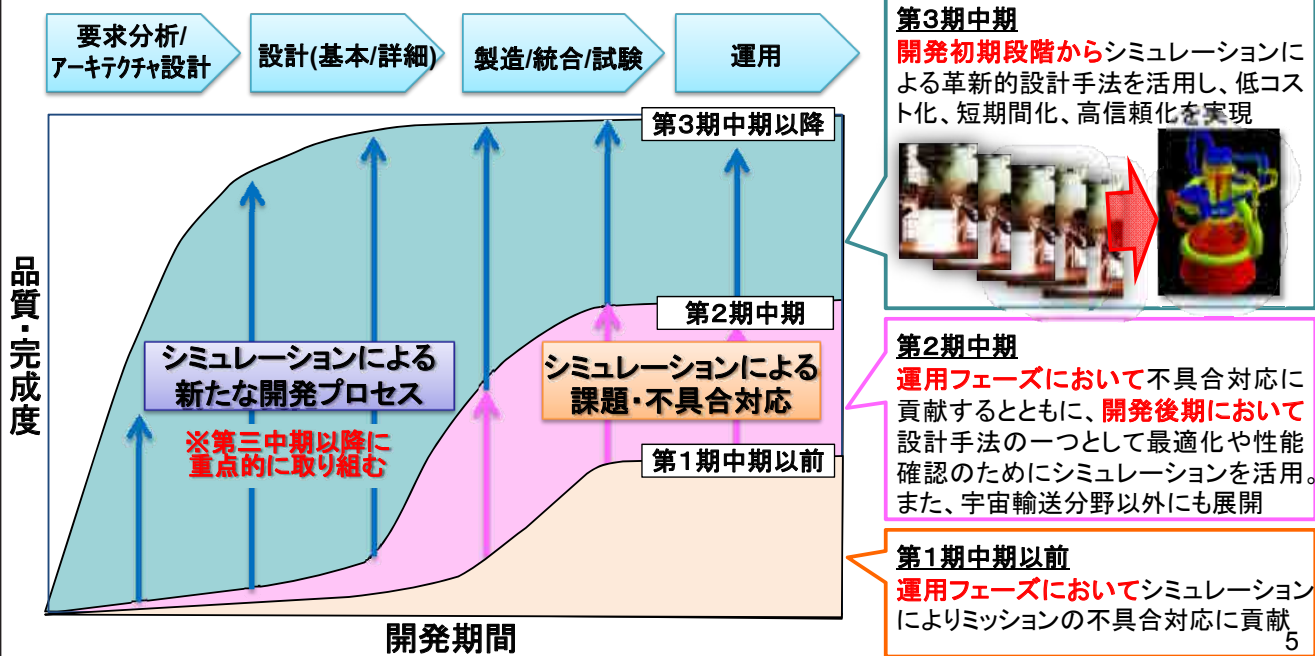 要求分析/
アーキテクチャ設計
設計(基本/詳細)
製造/統合/試験
運用
品質・完成度
第3期中期以降
第2期中期
シミュレーションによる
新たな開発プロセス
※第三中期以降に
重点的に取り組む
シミュレーションによる
課題・不具合対応
第1期中期以前
開発期間
第3期中期
開発初期段階からシミュレーションに
よる革新的設計手法を活用し、低コス
ト化、短期間化、高信頼化を実現
第2期中期
運用フェーズにおいて不具合対応に
貢献するとともに、開発後期において
設計手法の一つとして最適化や性能
確認のためにシミュレーションを活用。
また、宇宙輸送分野以外にも展開
第1期中期以前
運用フェーズにおいてシミュレーション
によりミッションの不具合対応に貢献
5